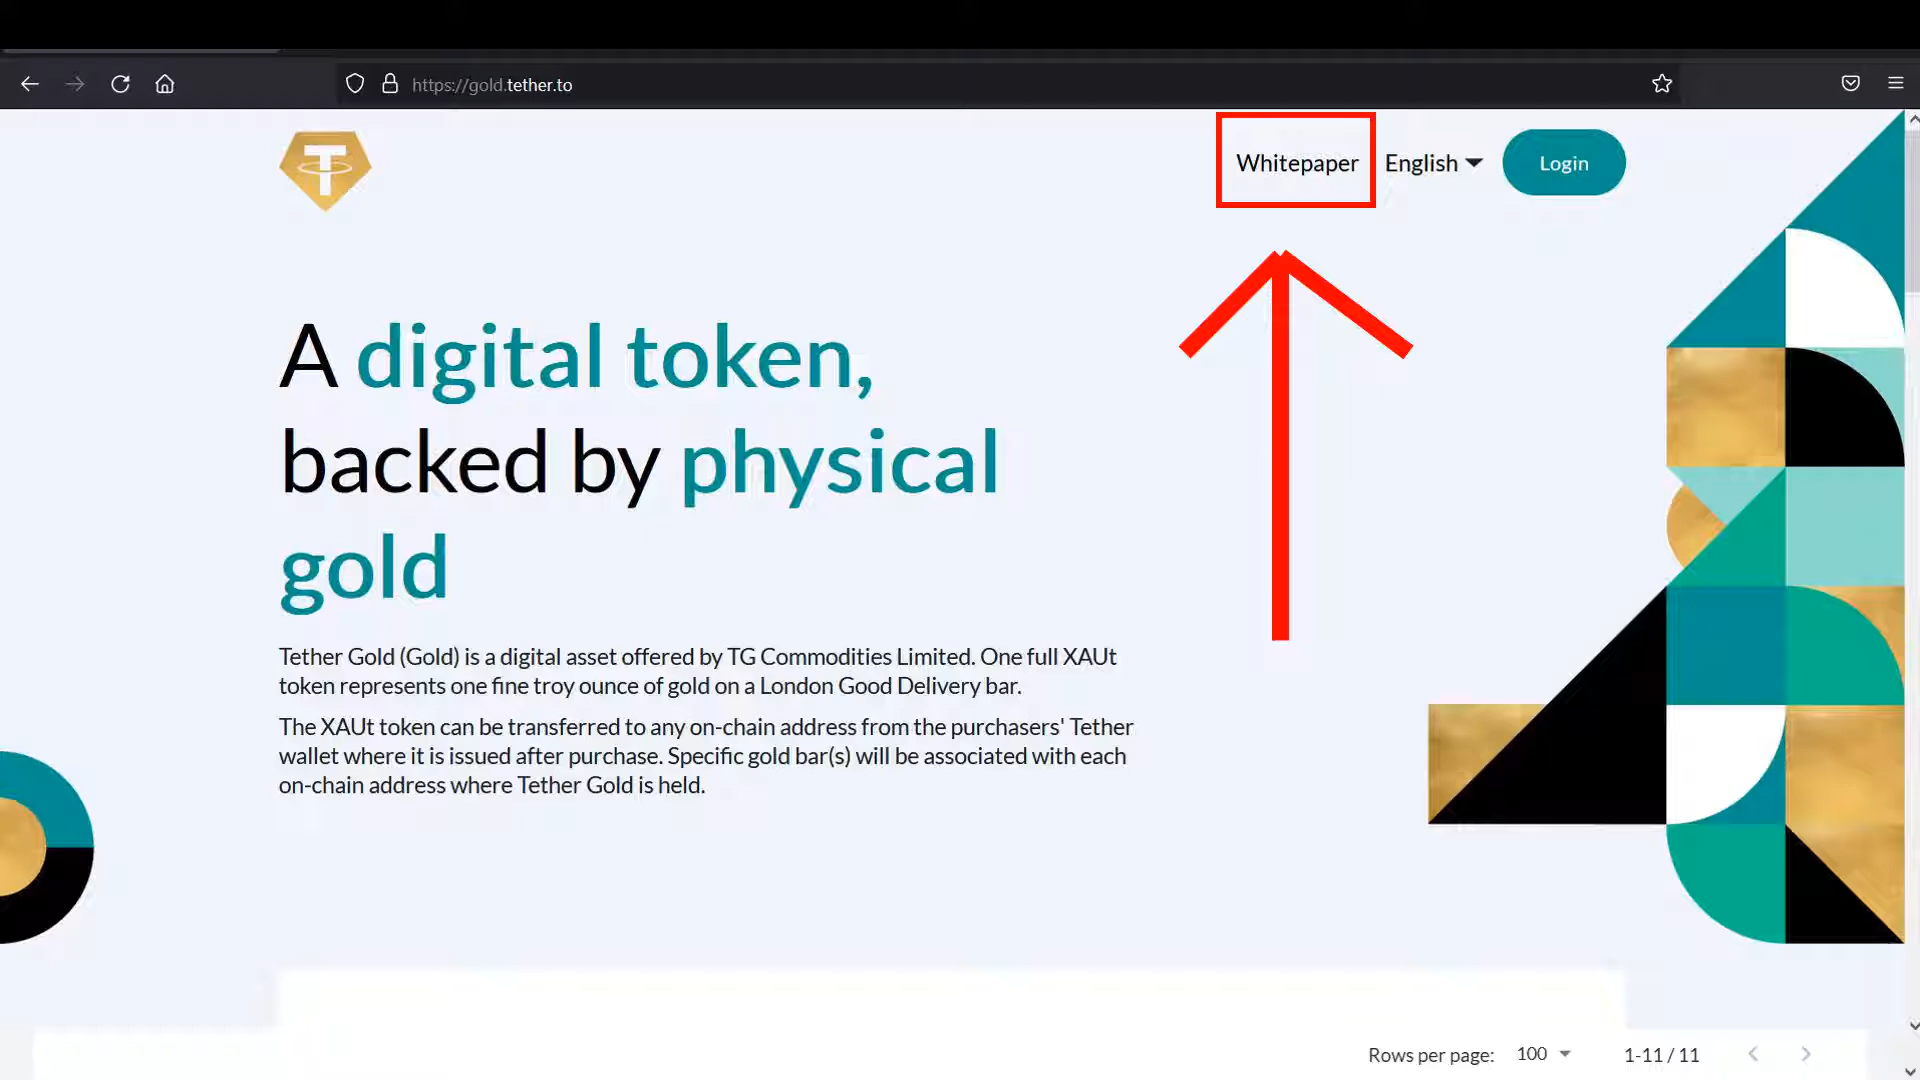 https://gold.tether.to
Whitepaper English Login
A digital token,
backed by physical
gold
Tether Gold (Gold) is a digital asset offered by TG Commodities Limited. One full XAUt
token represents one fine troy ounce of gold on a London Good Delivery bar.
The XAUt token can be transferred to any on-chain address from the purchasers' Tether
wallet where it is issued after purchase. Specific gold bar(s) will be associated with each
on-chain address where Tether Gold is held.
Rows per page: 100 1-11 / 11